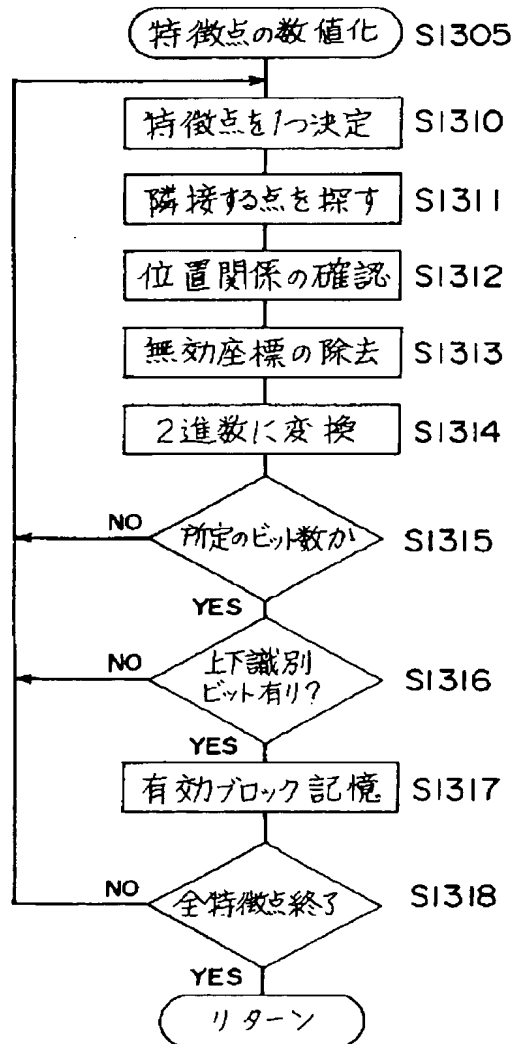 特徴点の数値化 S1305
特徴点を1つ決定 S1310
隣接する点を探す S1311
位置関係の確認 S1312
無効座標の除去 S1313
2進数に変換 S1314
NO 所定のビット数か S1315
YES
NO 上下識別 S1316
ビット有り?
YES
有効ブロック記憶 S1317
NO 全特徴点終了 S1318
YES
リターン